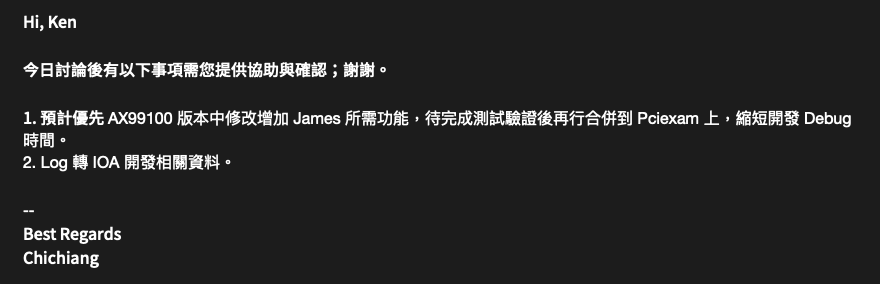 Hi, Ken
今日討論後有以下事項需您提供協助與確認；謝謝。
1. 預計優先 AX99100 版本中修改增加 James 所需功能，待完成測試驗證後再行合併到 Pciexam 上，縮短開發 Debug
時間。
2. Log 轉 IOA 開發相關資料。
--
Best Regards
Chichiang